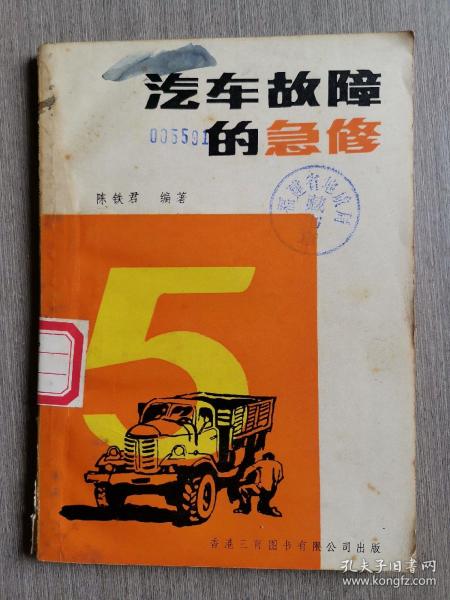 汽车故障
的急修
005591
陈铁君 编著
5
香港三育图书有限公司出版
孔夫子旧书网
www.kongfz.com